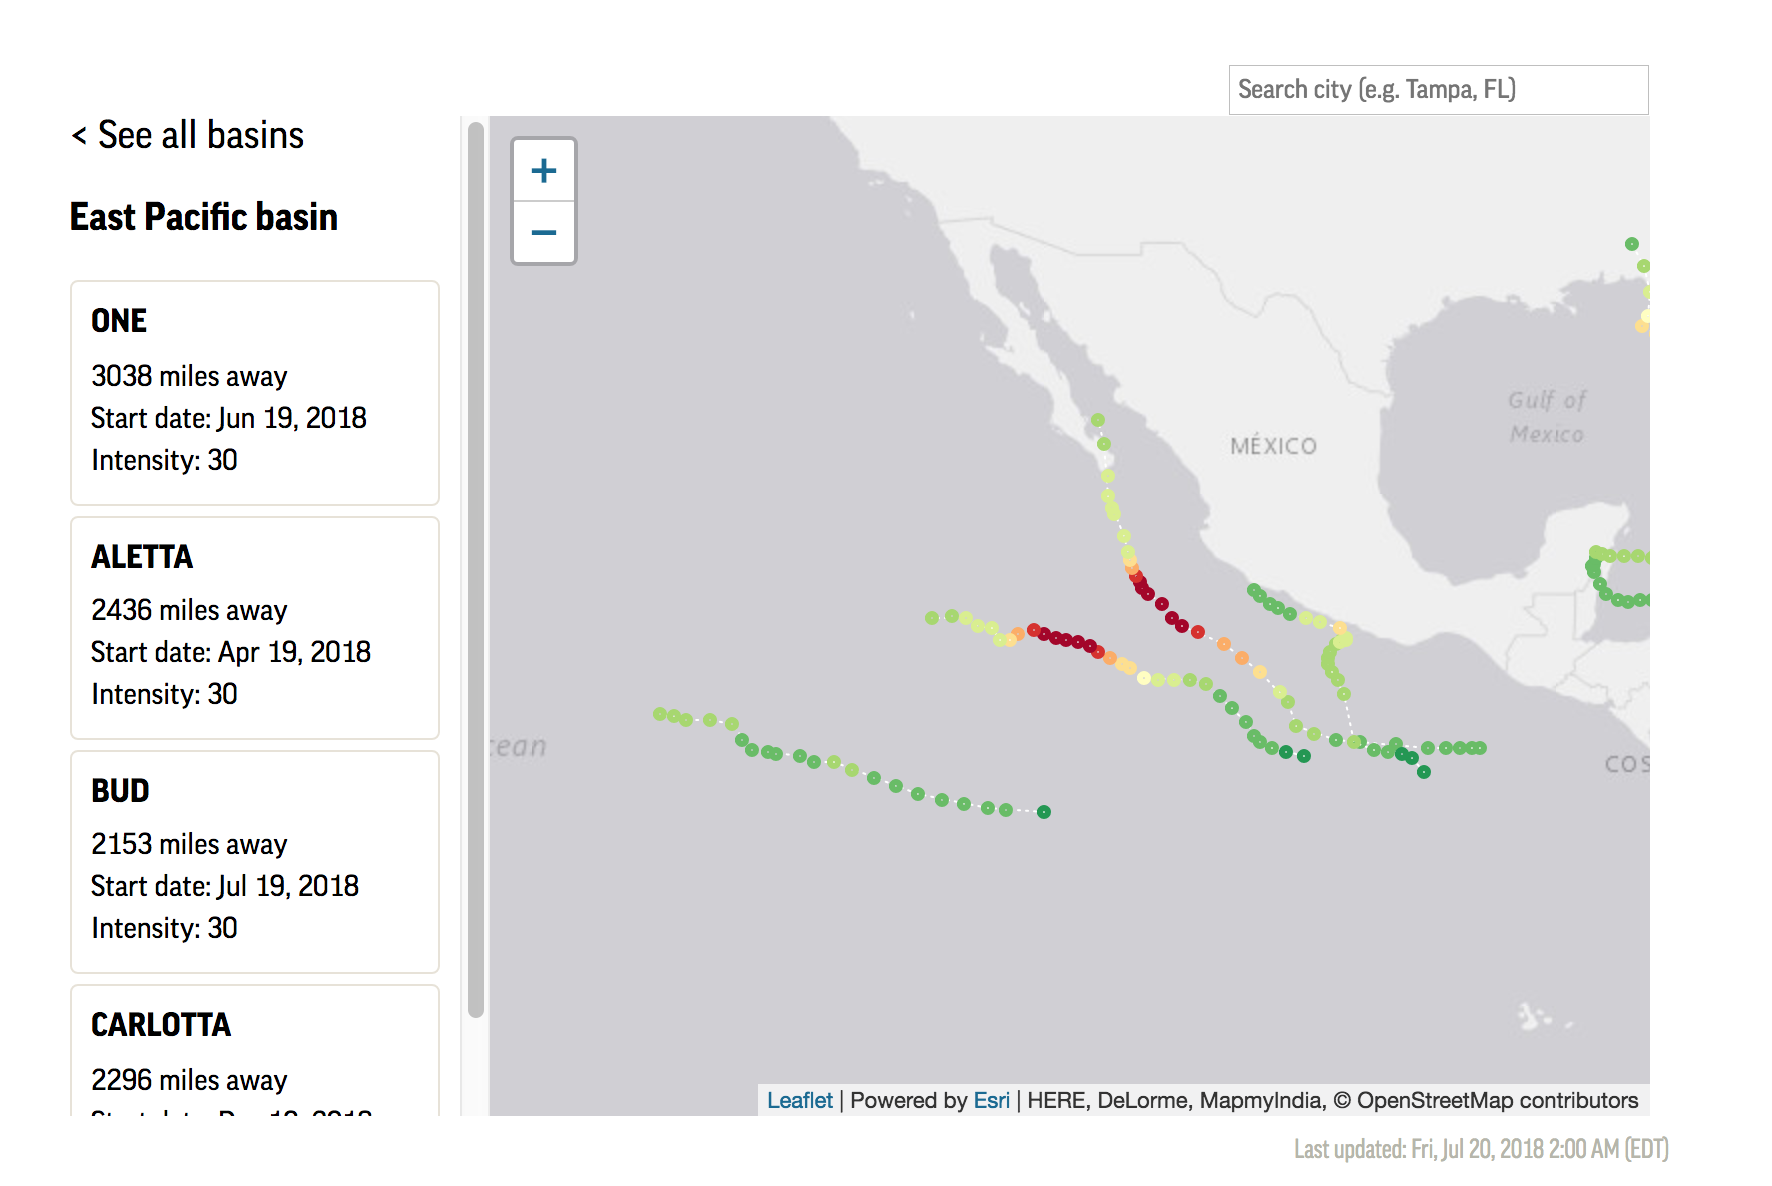 Search city (e.g. Tampa, FL)
< See all basins
East Pacific basin
ONE
3038 miles away
Start date: Jun 19, 2018
Intensity: 30
ALETTA
2436 miles away
Start date: Apr 19, 2018
Intensity: 30
BUD
2153 miles away
Start date: Jul 19, 2018
Intensity: 30
CARLOTTA
2296 miles away
+
−
Gulf of
Mexico
MÉXICO
cean
COS
Leaflet | Powered by Esri | HERE, DeLorme, MapmyIndia, © OpenStreetMap contributors
Last updated: Fri, Jul 20, 2018 2:00 AM (EDT)